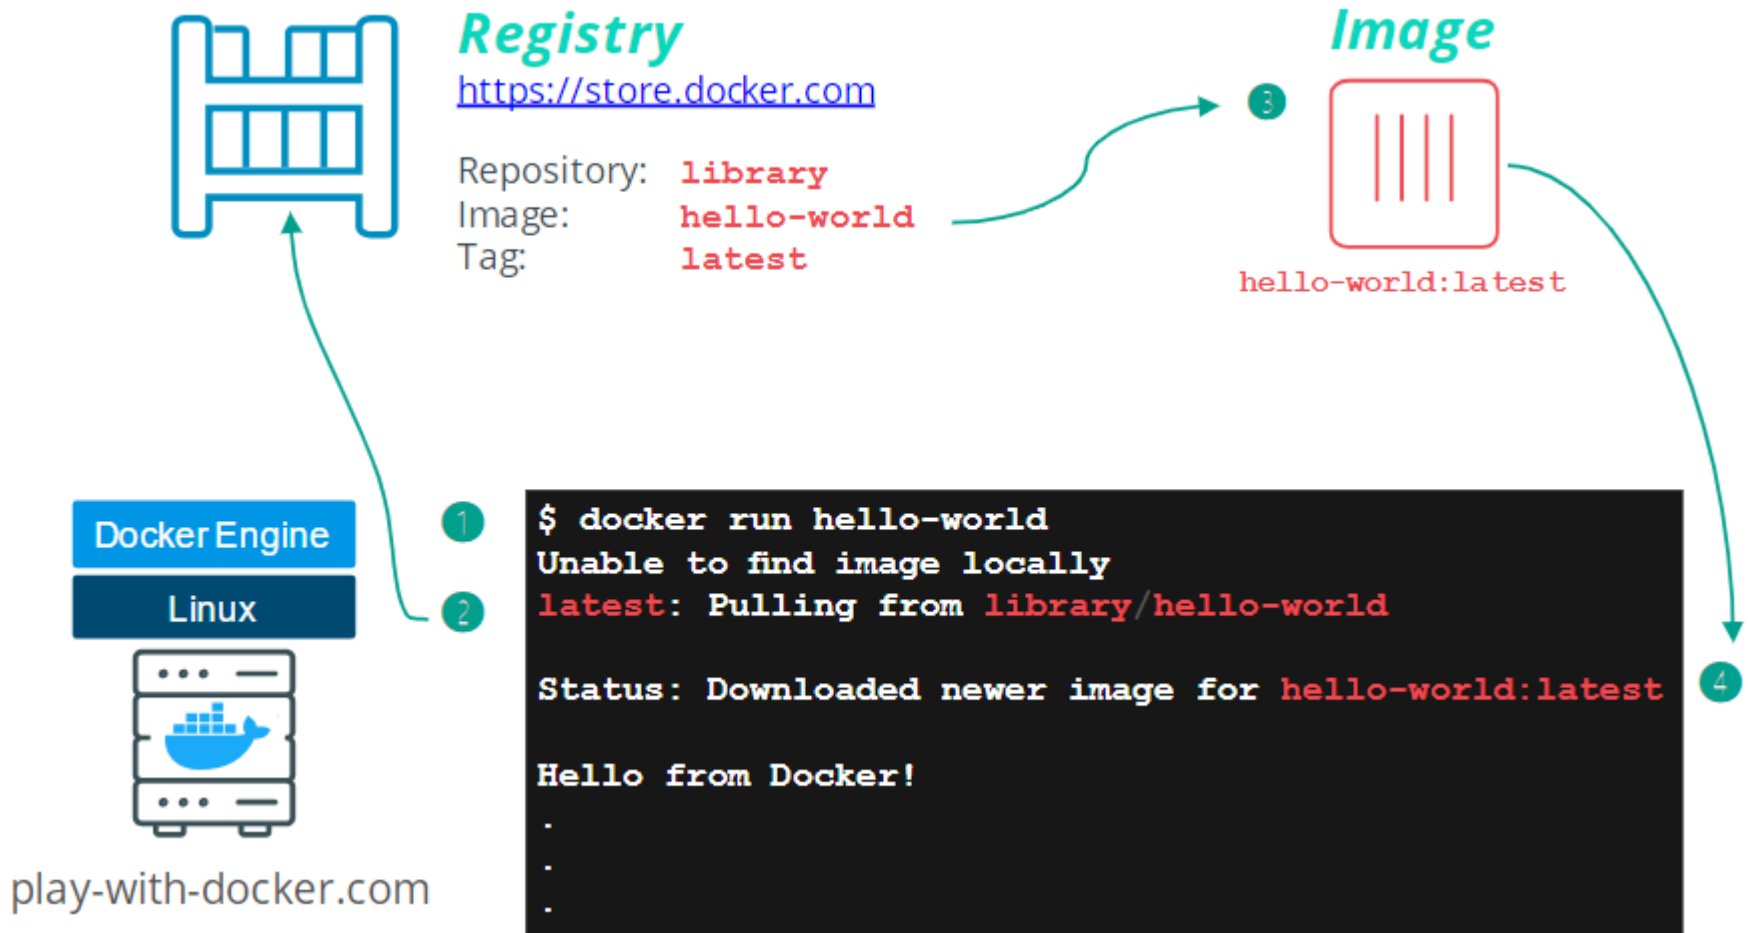 Registry
https://store.docker.com
Repository: library
Image: hello-world
Tag: latest
Image
3
hello-world:latest
Docker Engine
Linux
play-with-docker.com
1
2
$ docker run hello-world
Unable to find image locally
latest: Pulling from library/hello-world
Status: Downloaded newer image for hello-world:latest
Hello from Docker!
.
.
.
4